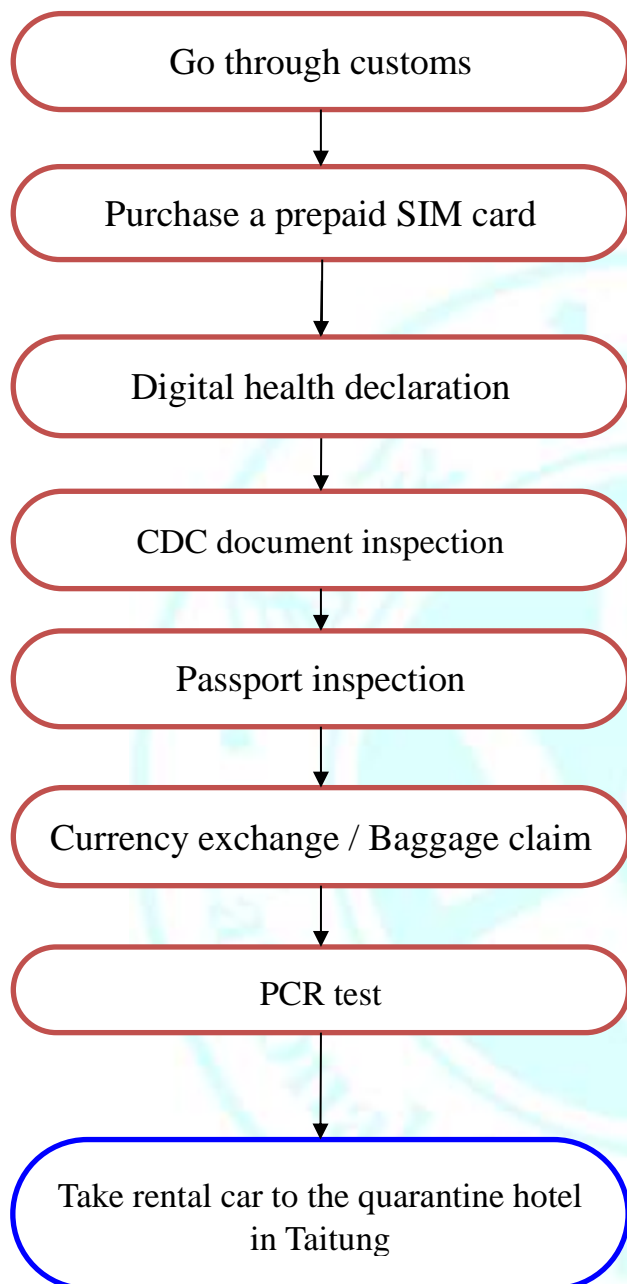 Go through customs
Purchase a prepaid SIM card
Digital health declaration
CDC document inspection
Passport inspection
Currency exchange / Baggage claim
PCR test
Take rental car to the quarantine hotel
in Taitung